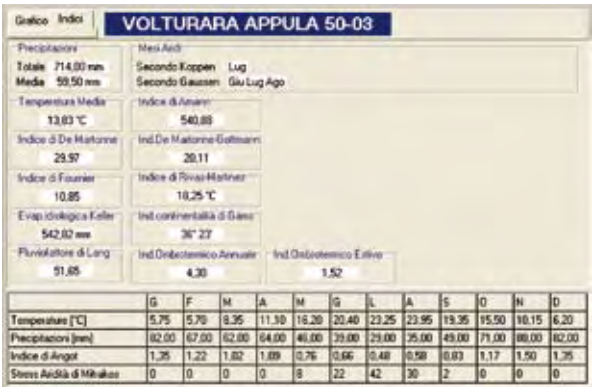 Grafico Indici VOLTURARA APPULA 50-03
Precipitazioni Mesi Aridi
Totale 714,00 mm Secondo Koppen Lug
Media 59,50 mm Secondo Gaussen Giu Lug Ago
Temperatura Media Indice di Amann
13,83 °C 540,88
Indice di De Martonne Ind.De Martonne-Gottmann
29,97 20,11
Indice di Fournier Indice di Rivas-Martinez
10,85 18,25 °C
Evap.idrologica Keller Ind.continentalità di Gams
542,02 mm 36° 23'
Pluviofattore di Lang Ind.Ombrotermico Annuale Ind.Ombrotermico Estivo
51,65 4,30 1,52
G F M A M G L A S O N D
Temperature [°C] 5,75 5,70 8,35 11,10 16,20 20,40 23,25 23,95 19,35 15,50 10,15 6,20
Precipitazioni [mm] 82,00 67,00 62,00 64,00 46,00 39,00 29,00 35,00 49,00 71,00 88,00 82,00
Indice di Angot 1,35 1,22 1,02 1,09 0,76 0,66 0,48 0,58 0,83 1,17 1,50 1,35
Stress Aridità di Mitrakos 0 0 0 0 8 22 42 30 2 0 0 0